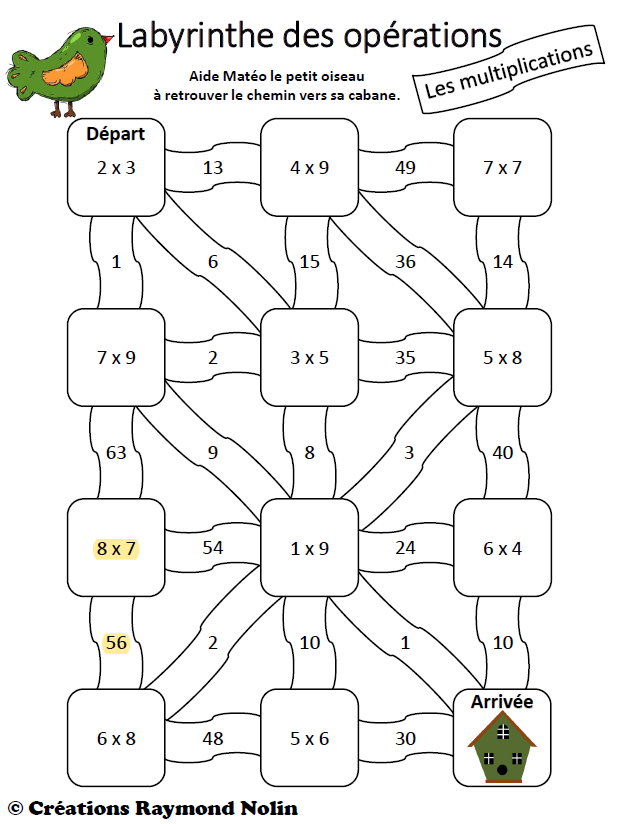 Labyrinthe des opérations
Les multiplications
Aide Matéo le petit oiseau
à retrouver le chemin vers sa cabane.
Départ
2 x 3 13 4 x 9 49 7 x 7
1 6 15 36 14
7 x 9 2 3 x 5 35 5 x 8
63 9 8 3 40
8 x 7 54 1 x 9 24 6 x 4
56 2 10 1 10
Arrivée
6 x 8 48 5 x 6 30
© Créations Raymond Nolin